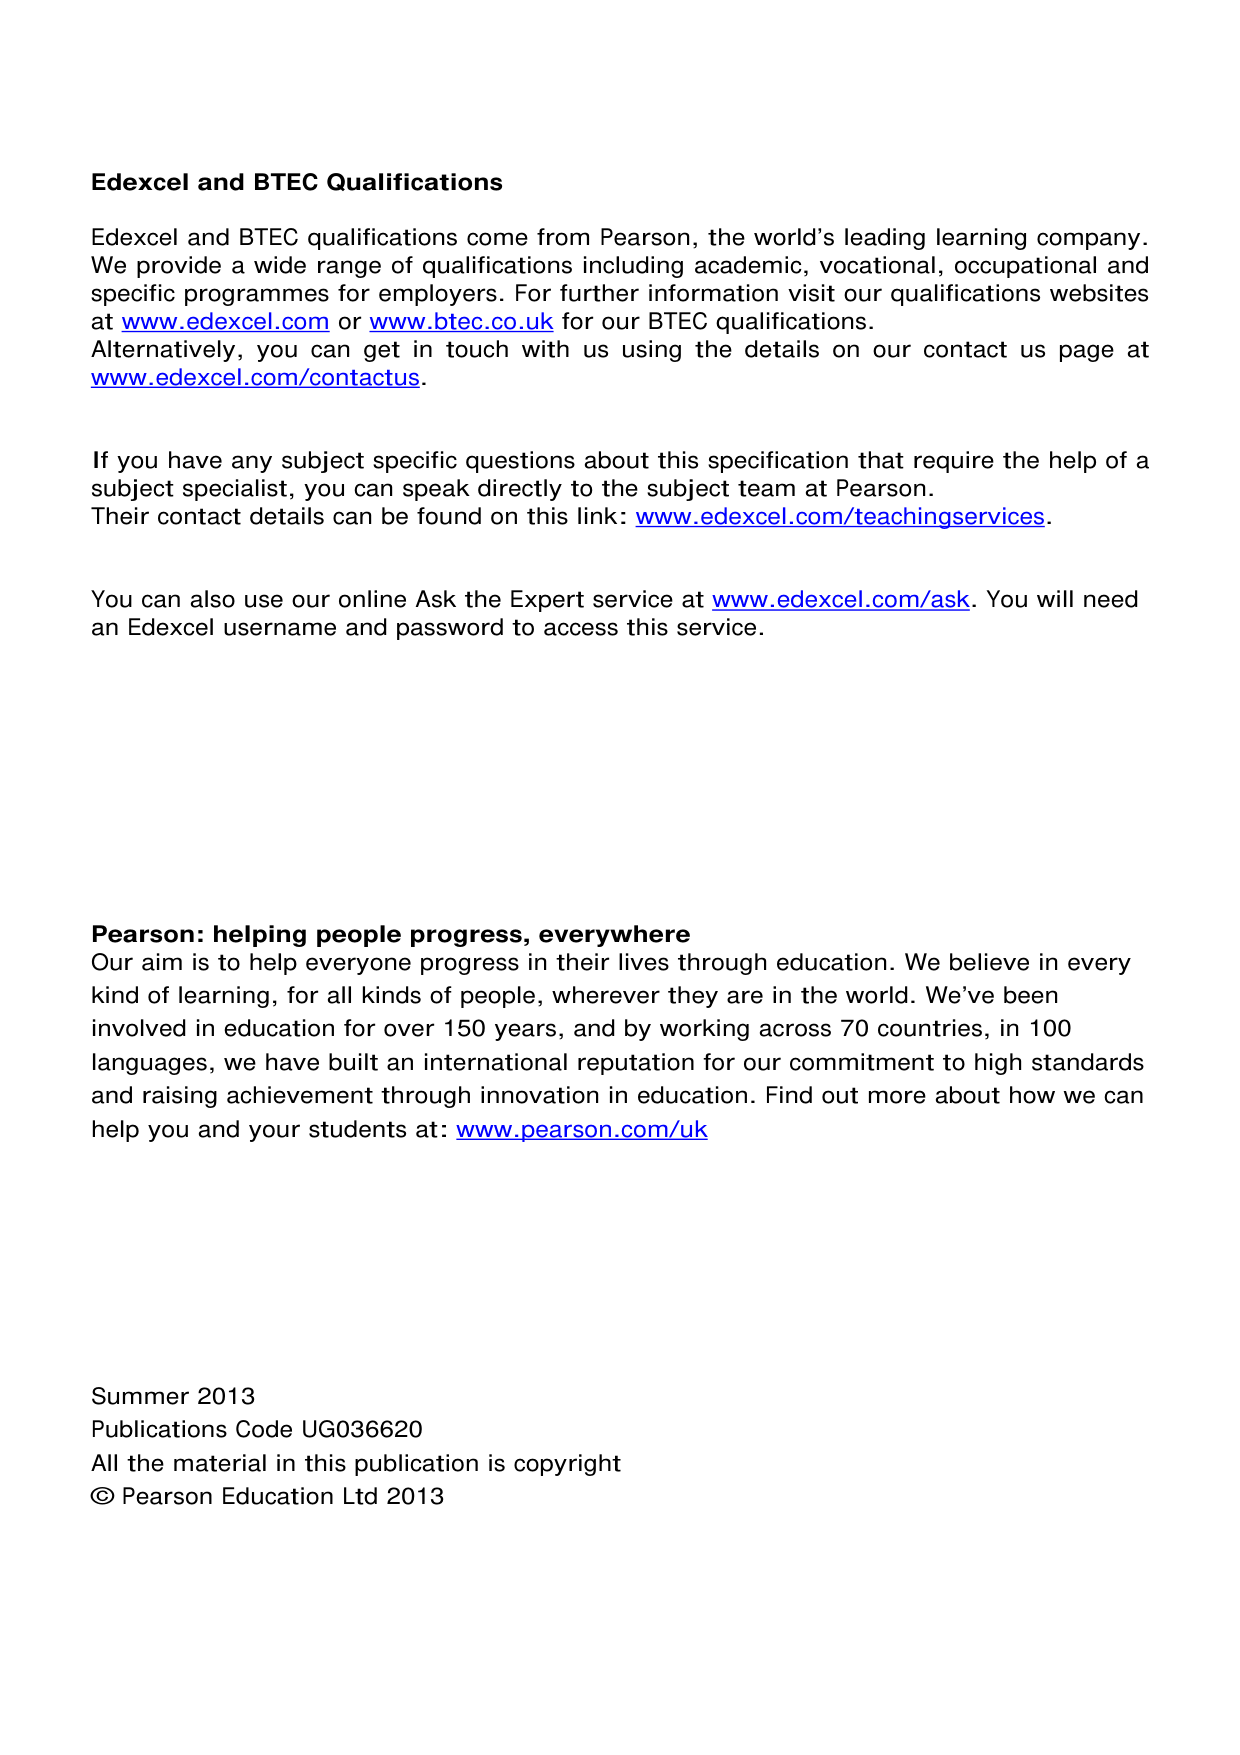 Edexcel and BTEC Qualifications
Edexcel and BTEC qualifications come from Pearson, the world’s leading learning company.
We provide a wide range of qualifications including academic, vocational, occupational and
specific programmes for employers. For further information visit our qualifications websites
at www.edexcel.com or www.btec.co.uk for our BTEC qualifications.
Alternatively, you can get in touch with us using the details on our contact us page at
www.edexcel.com/contactus.
If you have any subject specific questions about this specification that require the help of a
subject specialist, you can speak directly to the subject team at Pearson.
Their contact details can be found on this link: www.edexcel.com/teachingservices.
You can also use our online Ask the Expert service at www.edexcel.com/ask. You will need
an Edexcel username and password to access this service.
Pearson: helping people progress, everywhere
Our aim is to help everyone progress in their lives through education. We believe in every
kind of learning, for all kinds of people, wherever they are in the world. We’ve been
involved in education for over 150 years, and by working across 70 countries, in 100
languages, we have built an international reputation for our commitment to high standards
and raising achievement through innovation in education. Find out more about how we can
help you and your students at: www.pearson.com/uk
Summer 2013
Publications Code UG036620
All the material in this publication is copyright
© Pearson Education Ltd 2013